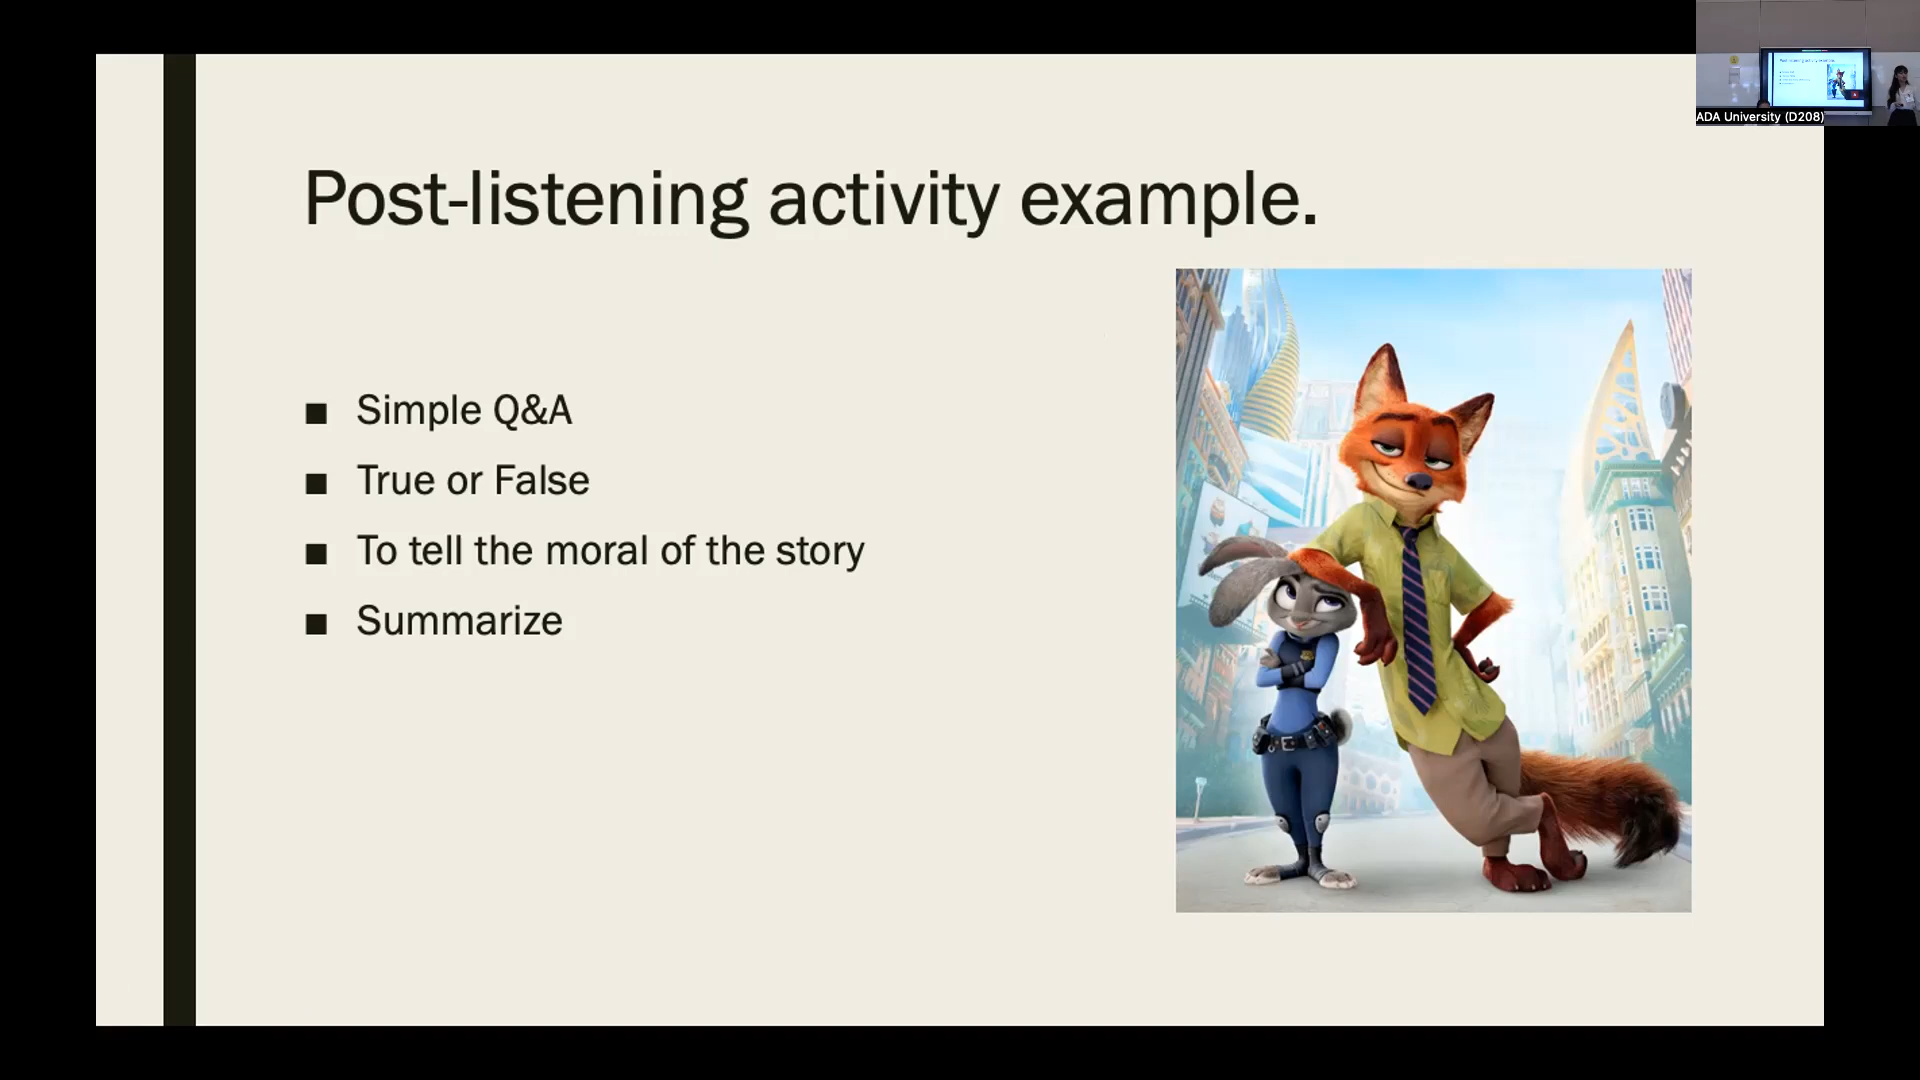 ADA University (D208)
Post-listening activity example.
■ Simple Q&A
■ True or False
■ To tell the moral of the story
■ Summarize